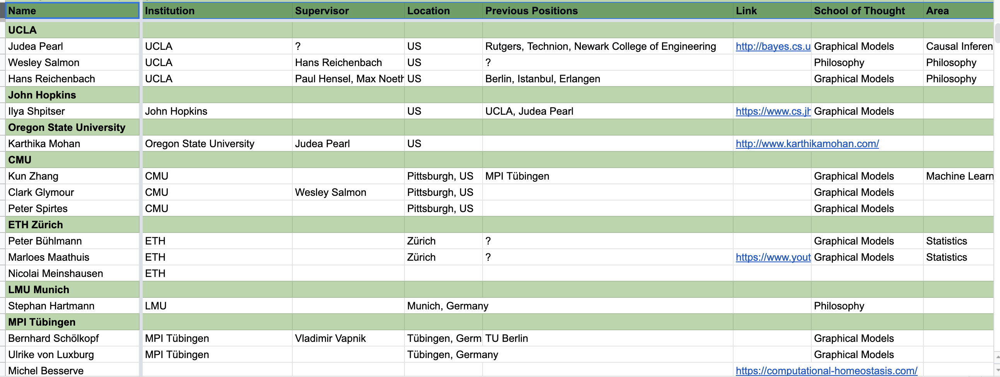 Name Institution Supervisor Location Previous Positions Link School of Thought Area
UCLA
Judea Pearl UCLA ? US Rutgers, Technion, Newark College of Engineering http://bayes.cs.u Graphical Models Causal Inferen
Wesley Salmon UCLA Hans Reichenbach US ? Philosophy Philosophy
Hans Reichenbach UCLA Paul Hensel, Max Noeth US Berlin, Istanbul, Erlangen Graphical Models Philosophy
John Hopkins
Ilya Shpitser John Hopkins US UCLA, Judea Pearl https://www.cs.jh Graphical Models
Oregon State University
Karthika Mohan Oregon State University Judea Pearl US http://www.karthikamohan.com/
CMU
Kun Zhang CMU Pittsburgh, US MPI Tübingen Graphical Models Machine Learn
Clark Glymour CMU Wesley Salmon Pittsburgh, US Graphical Models
Peter Spirtes CMU Pittsburgh, US Graphical Models
ETH Zürich
Peter Bühlmann ETH Zürich ? Graphical Models Statistics
Marloes Maathuis ETH Zürich ? https://www.yout Graphical Models Statistics
Nicolai Meinshausen ETH
LMU Munich
Stephan Hartmann LMU Munich, Germany Philosophy
MPI Tübingen
Bernhard Schölkopf MPI Tübingen Vladimir Vapnik Tübingen, Germ TU Berlin Graphical Models
Ulrike von Luxburg MPI Tübingen Tübingen, Germany Graphical Models
Michel Besserve https://computational-homeostasis.com/